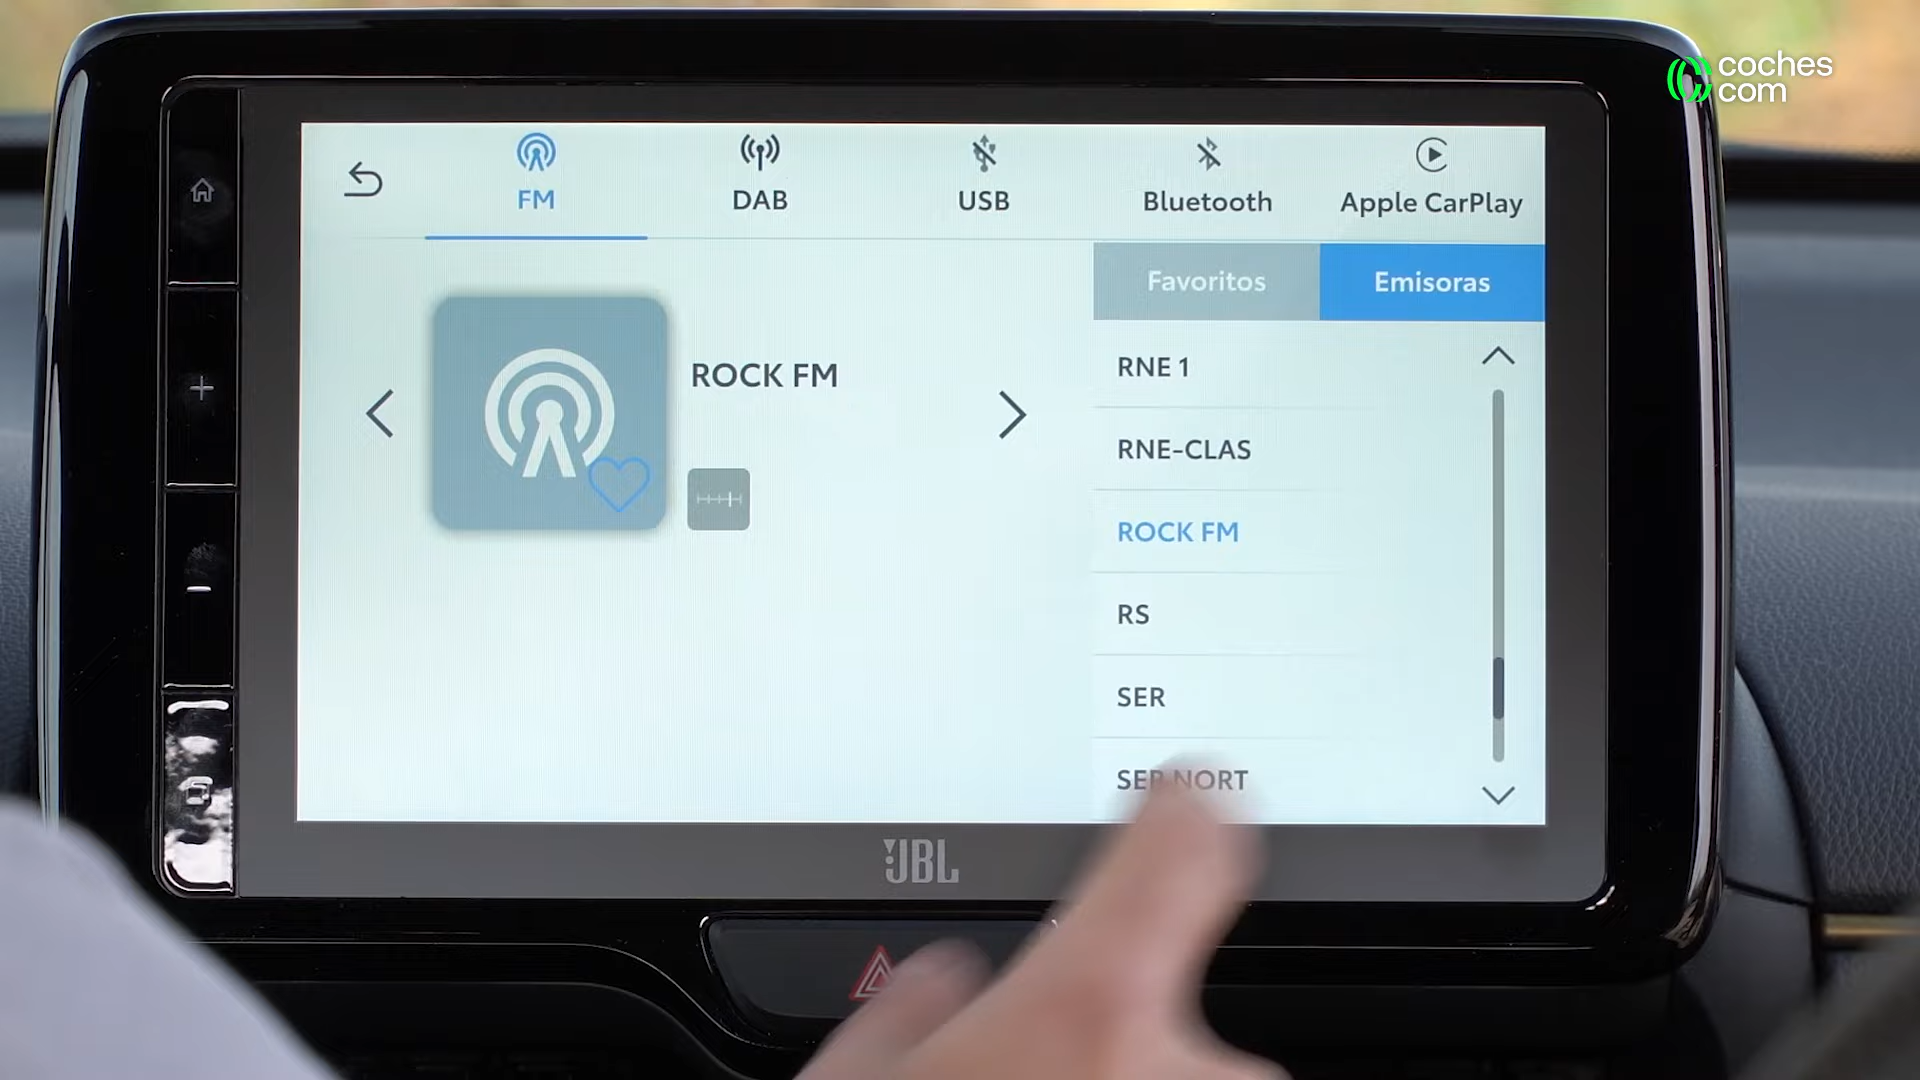 coches
com
FM
DAB
USB
Bluetooth
Apple CarPlay
Favoritos
Emisoras
ROCK FM
RNE 1
RNE-CLAS
ROCK FM
RS
SER
SER NORT
JBL